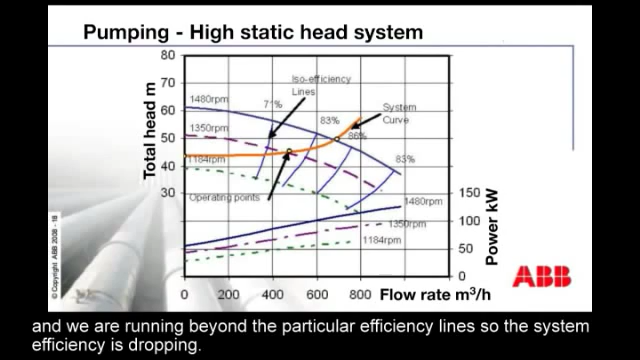 Pumping - High static head system
80
70
60
50
40
30
Total head m
1480rpm
1350rpm
1184rpm
71%
Iso-efficiency
Lines
83%
86%
System
Curve
83%
Operating points
150
100
50
0
Power kW
1480rpm
1350rpm
1184rpm
0 200 400 600 800 Flow rate m³/h
© Copyright ABB 2008 - 18
ABB
and we are running beyond the particular efficiency lines so the system
efficiency is dropping.